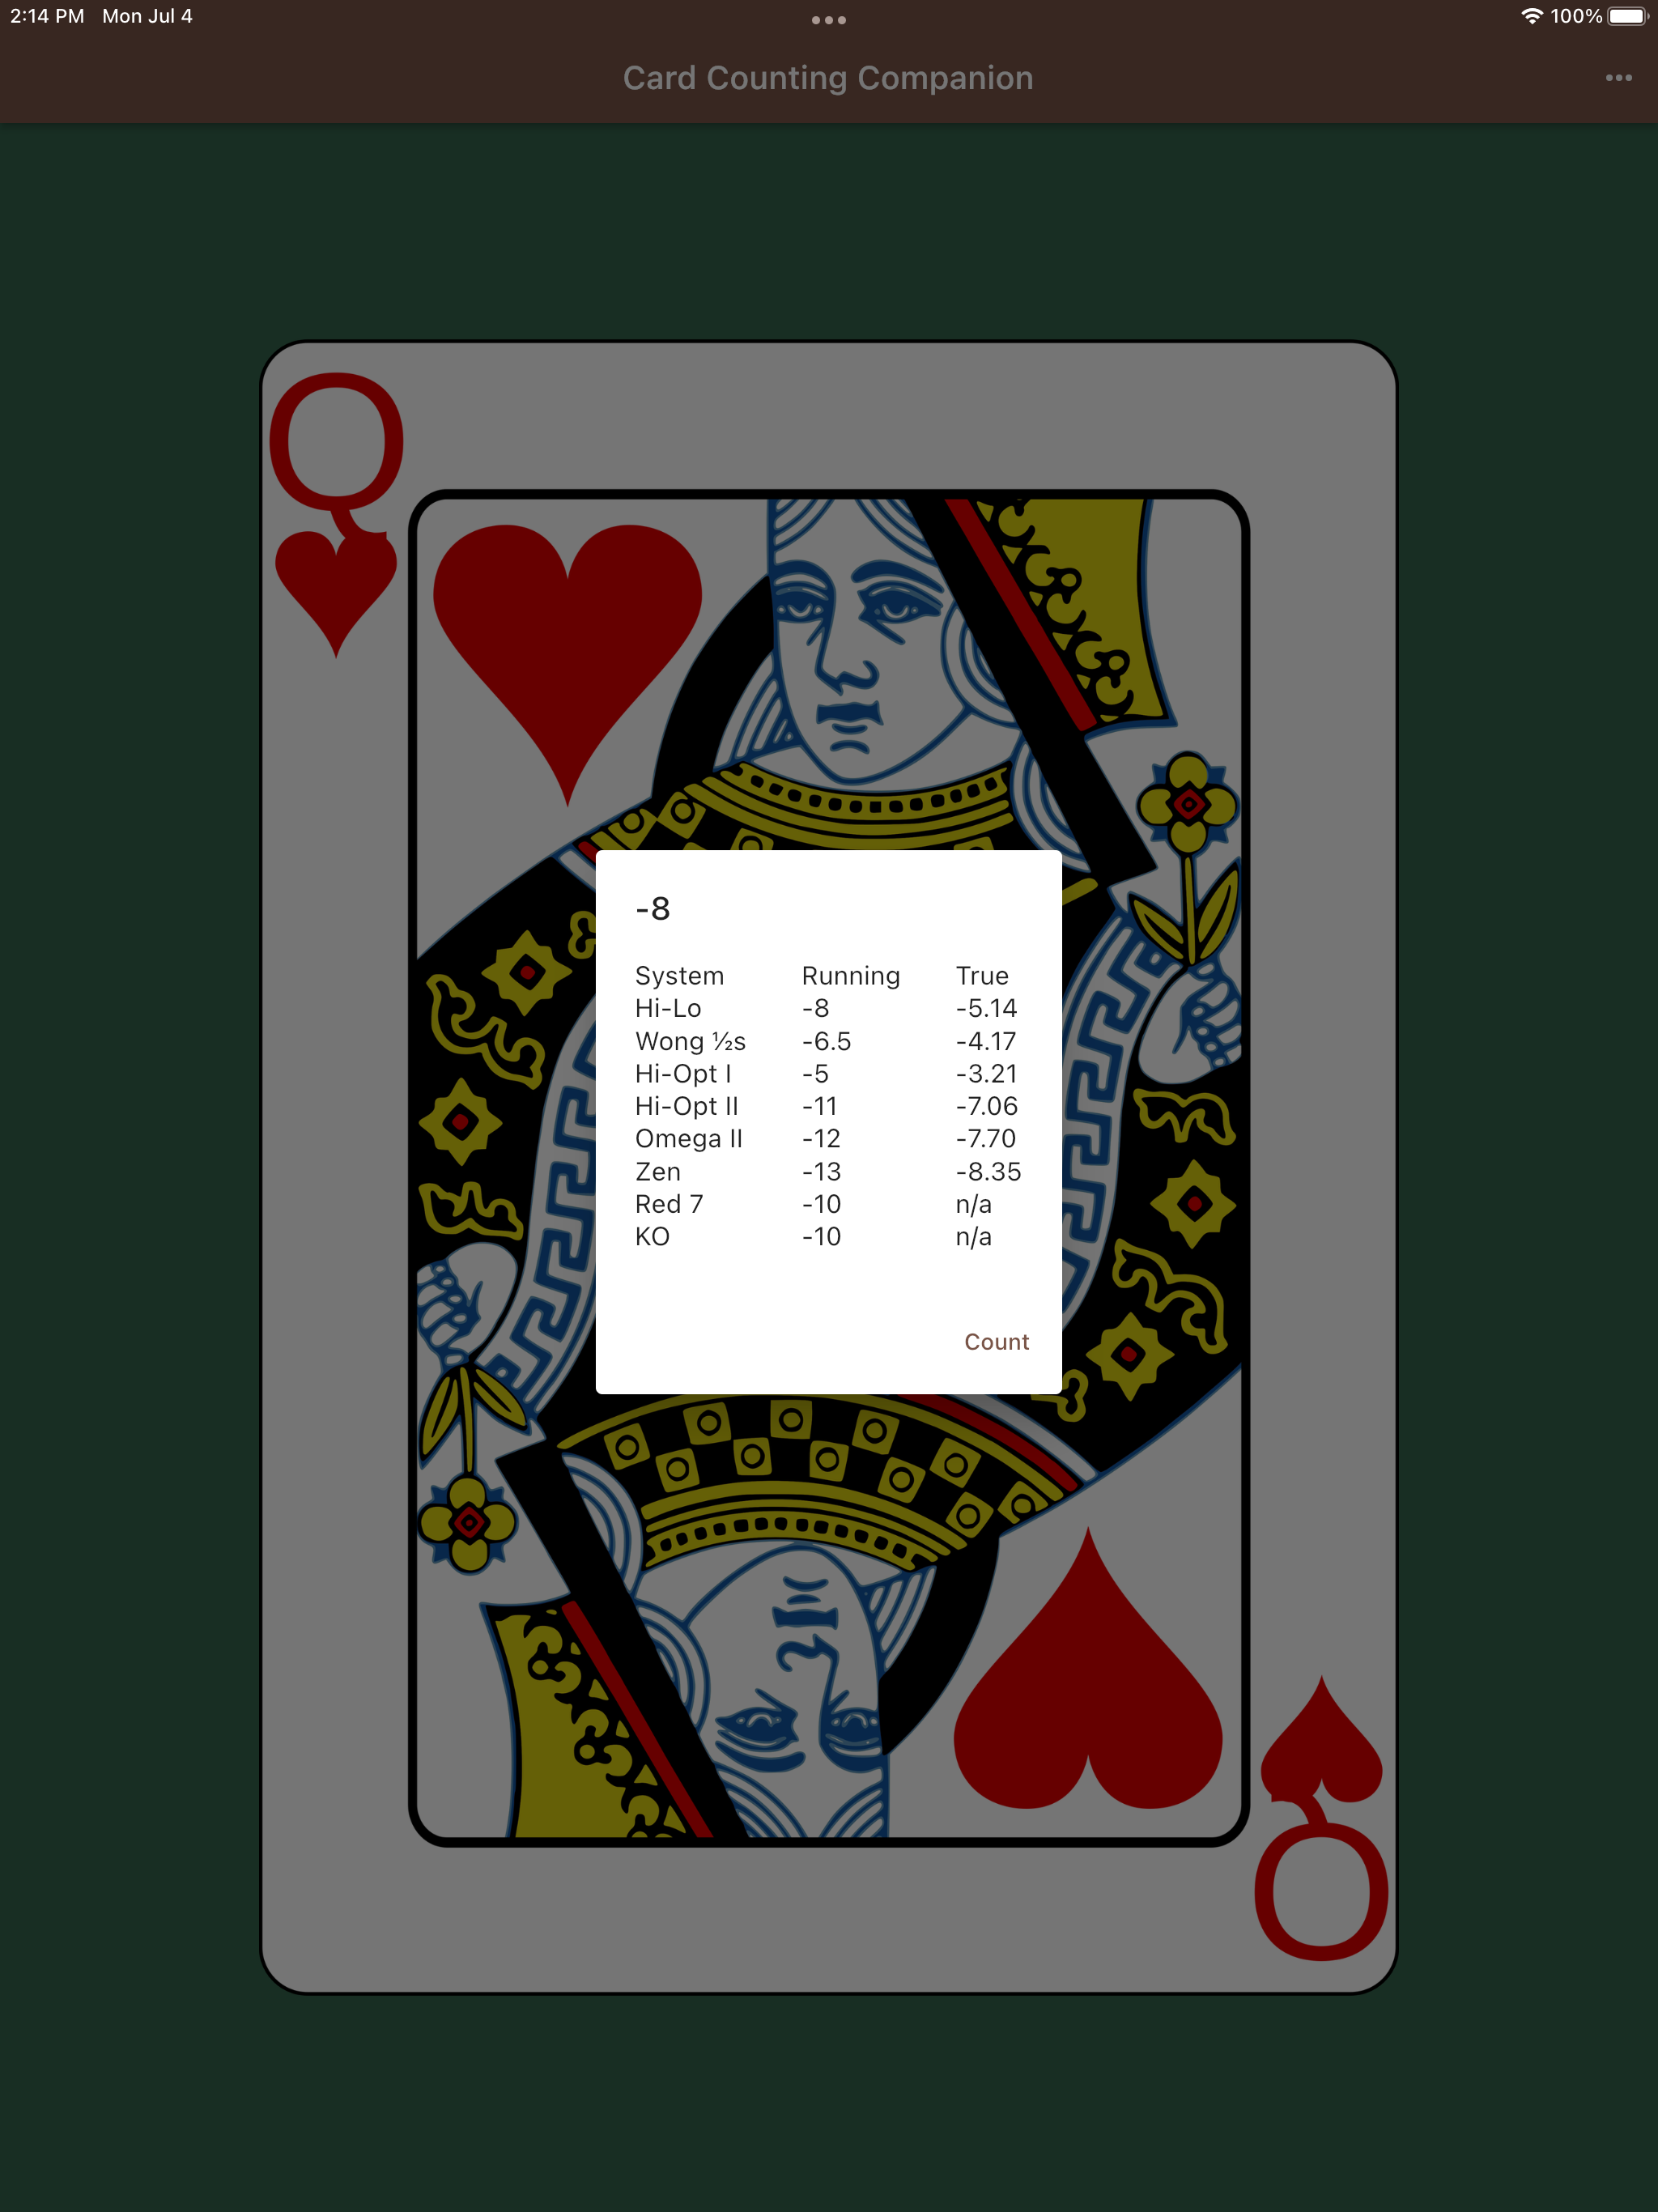 2:14 PM Mon Jul 4 100%
Card Counting Companion
Q
-8
System Running True
Hi-Lo -8 -5.14
Wong ½s -6.5 -4.17
Hi-Opt I -5 -3.21
Hi-Opt II -11 -7.06
Omega II -12 -7.70
Zen -13 -8.35
Red 7 -10 n/a
KO -10 n/a
Count
Q